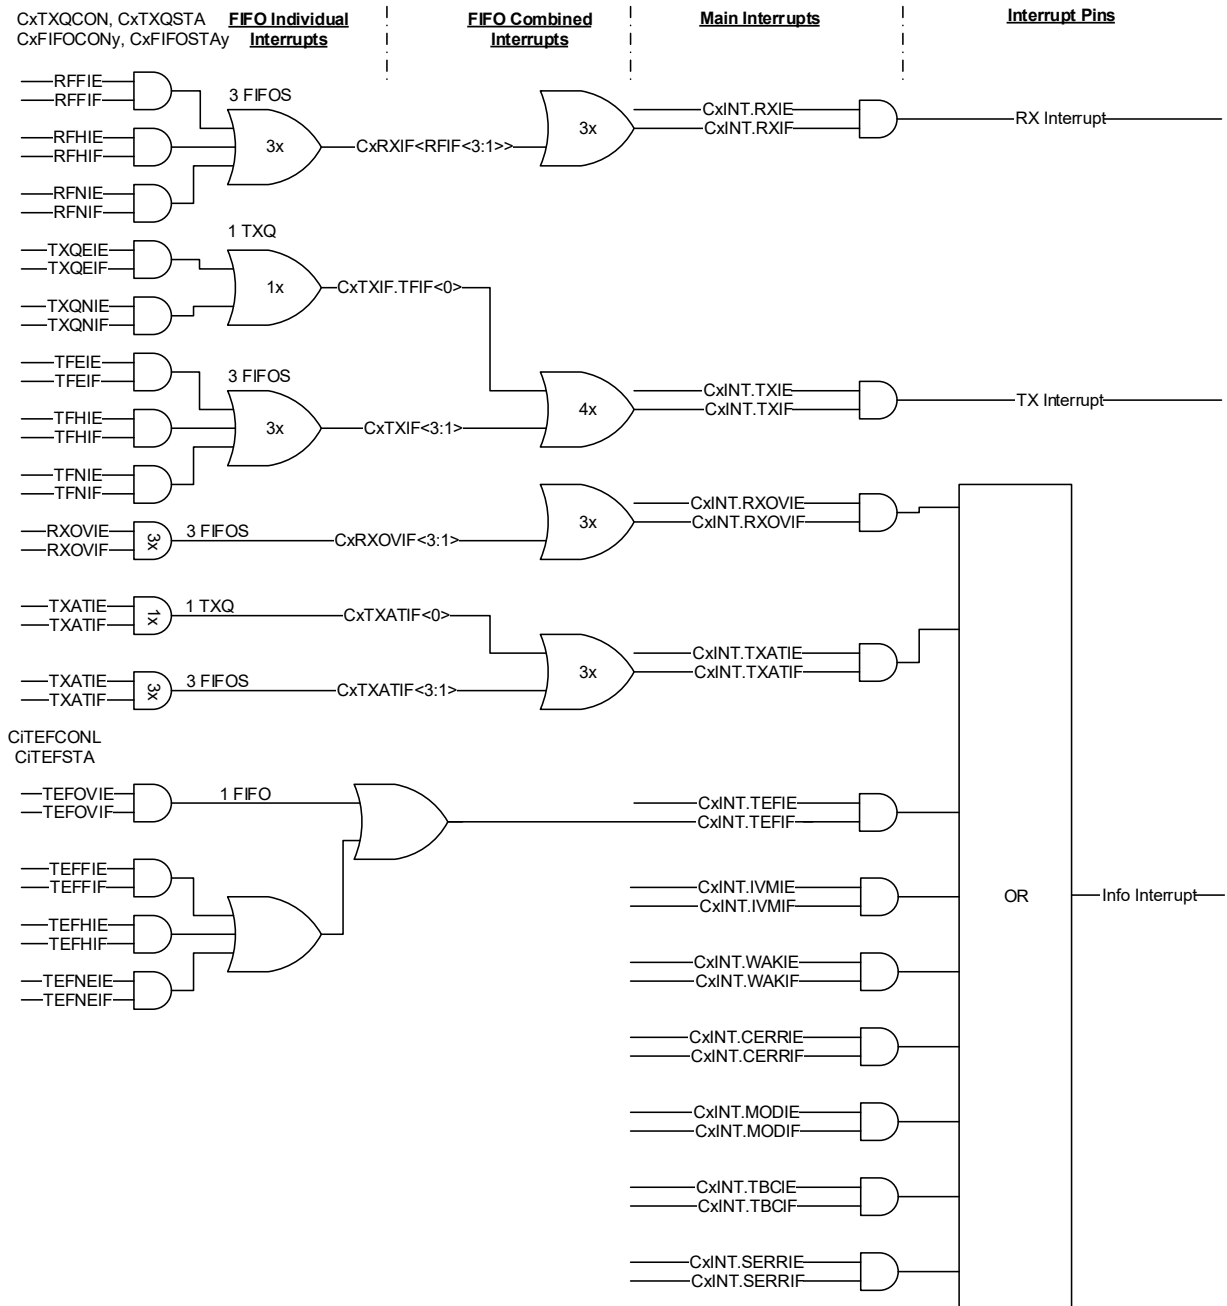 CxTXQCON, CxTXQSTA
CxFIFOCONy, CxFIFOSTAy
FIFO Individual
Interrupts
FIFO Combined
Interrupts
Main Interrupts
Interrupt Pins
RFFIE
RFFIF
RFHIE
RFHIF
RFNIE
RFNIF
3 FIFOS
3x
CxRXIF<RFIF<3:1>>
3x
CxINT.RXIE
CxINT.RXIF
RX Interrupt
TXQEIE
TXQEIF
TXQNIE
TXQNIF
1 TXQ
1x
CxTXIF.TFIF<0>
TFEIE
TFEIF
TFHIE
TFHIF
TFNIE
TFNIF
3 FIFOS
3x
CxTXIF<3:1>
4x
CxINT.TXIE
CxINT.TXIF
TX Interrupt
RXOVIE
RXOVIF
3x
3 FIFOS
CxRXOVIF<3:1>
3x
CxINT.RXOVIE
CxINT.RXOVIF
TXATIE
TXATIF
1x
1 TXQ
CxTXATIF<0>
TXATIE
TXATIF
3x
3 FIFOS
CxTXATIF<3:1>
3x
CxINT.TXATIE
CxINT.TXATIF
CiTEFCONL
CiTEFSTA
TEFOVIE
TEFOVIF
1 FIFO
TEFFIE
TEFFIF
TEFHIE
TEFHIF
TEFNEIE
TEFNEIF
CxINT.TEFIE
CxINT.TEFIF
CxINT.IVMIE
CxINT.IVMIF
CxINT.WAKIE
CxINT.WAKIF
CxINT.CERRIE
CxINT.CERRIF
CxINT.MODIE
CxINT.MODIF
CxINT.TBCIE
CxINT.TBCIF
CxINT.SERRIE
CxINT.SERRIF
OR
Info Interrupt